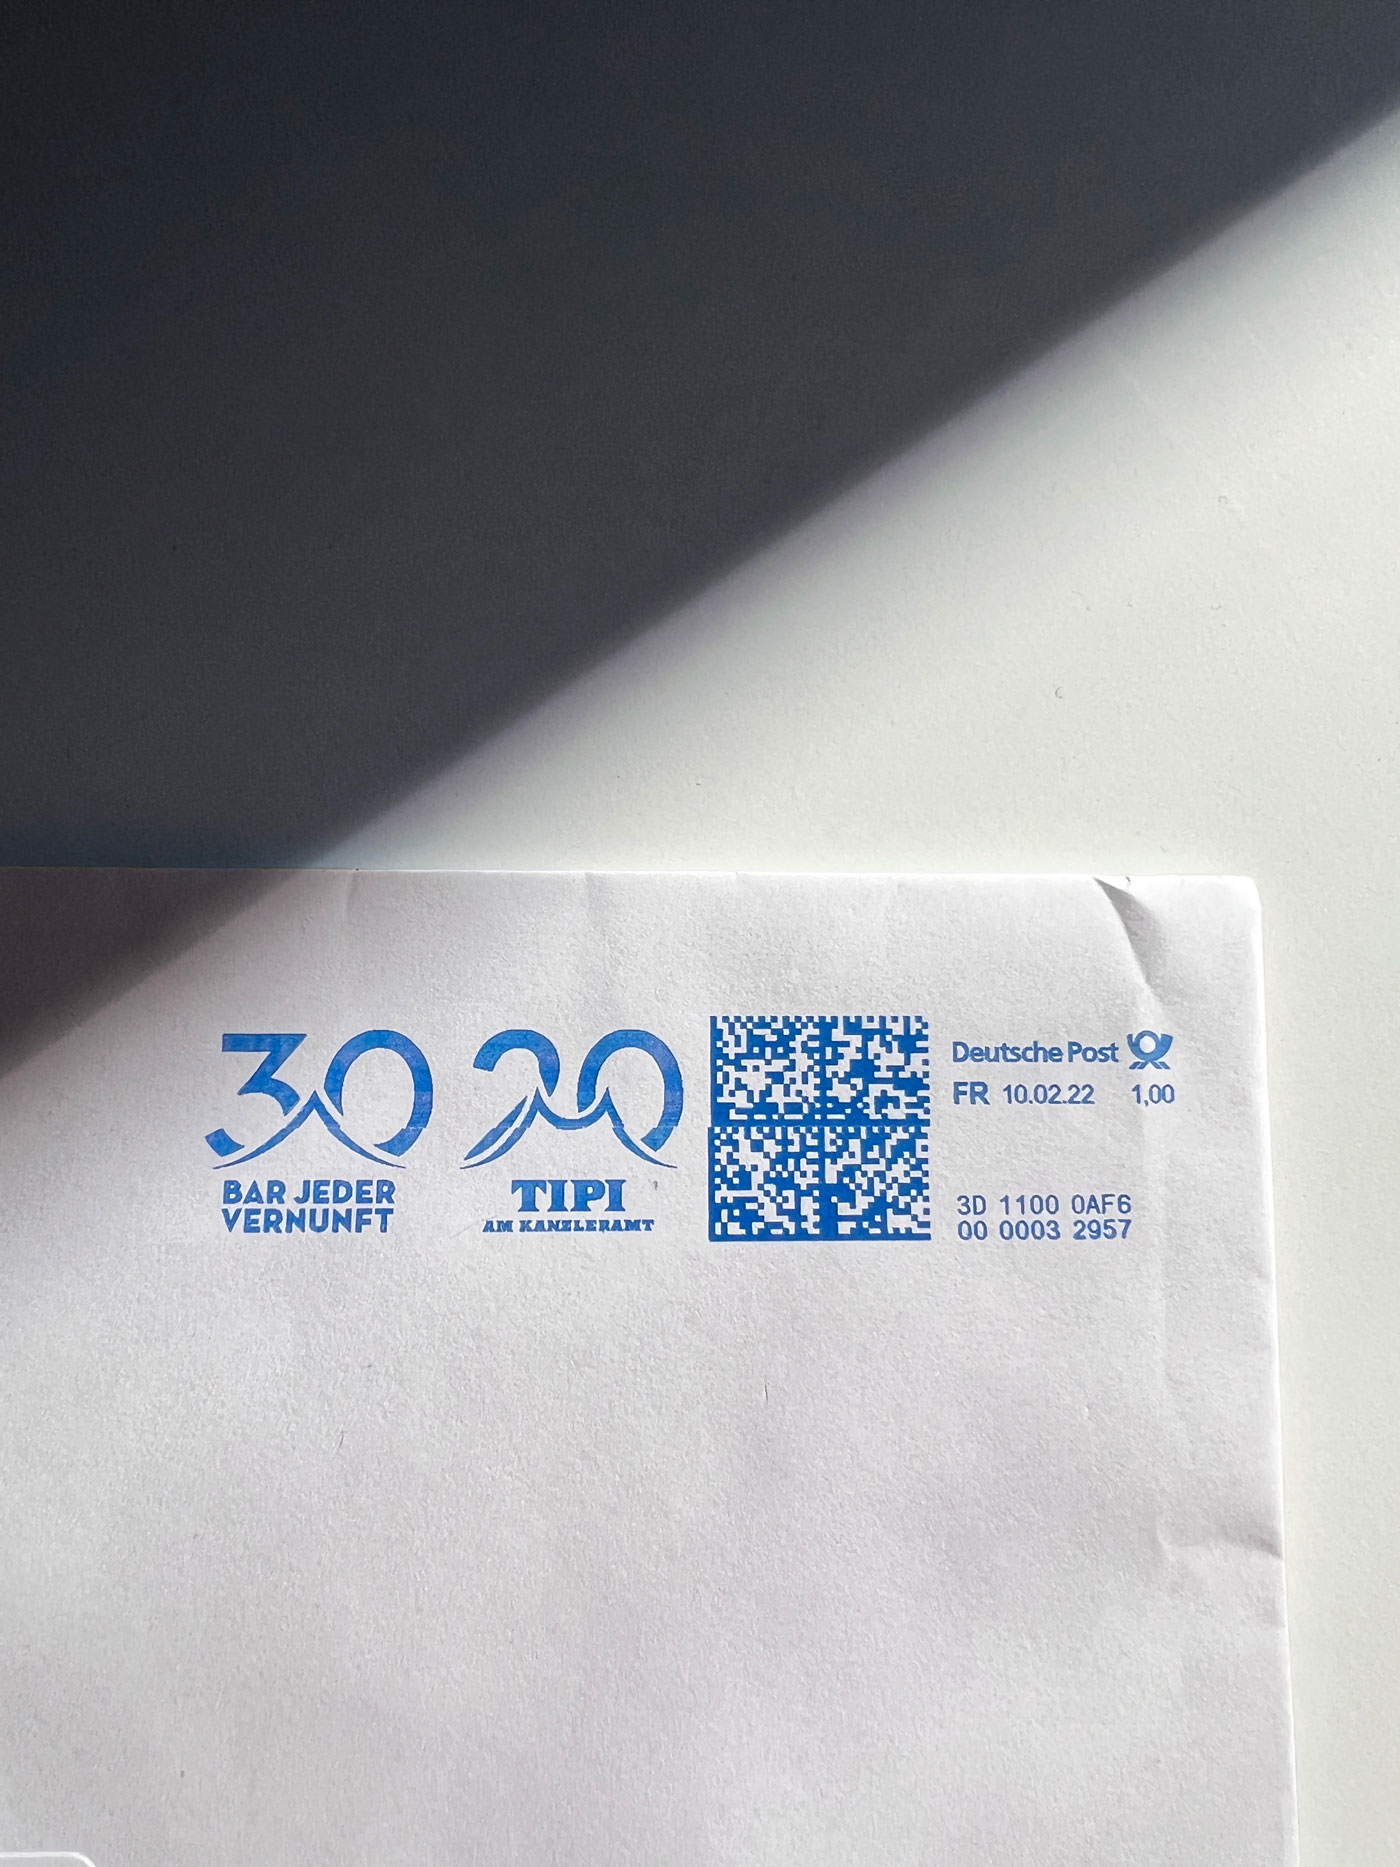 30
BAR JEDER
VERNUNFT
20
TIPI
AM KANZLERAMT
Deutsche Post
FR 10.02.22 1,00
3D 1100 0AF6
00 0003 2957